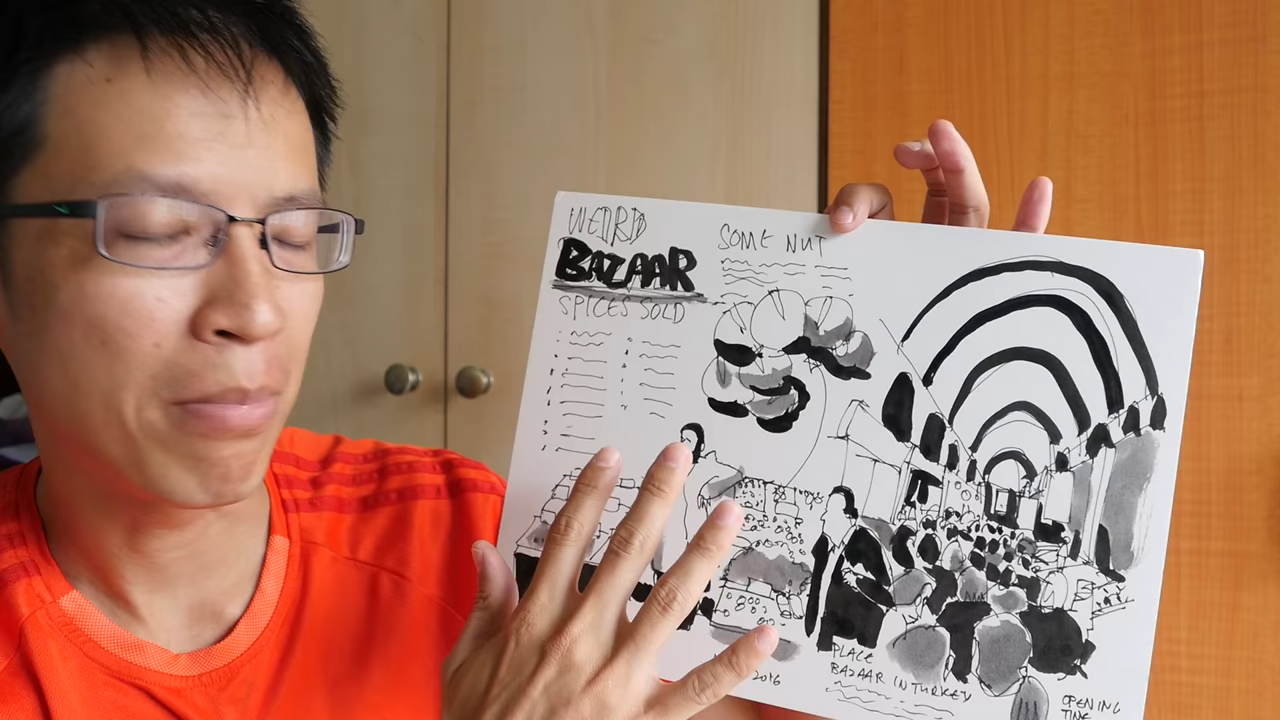 WEIRD
BAZAAR
SPICES SOLD
SOME NUT
2016
PLACE
BAZAAR IN TURKEY
OPENING
TIME